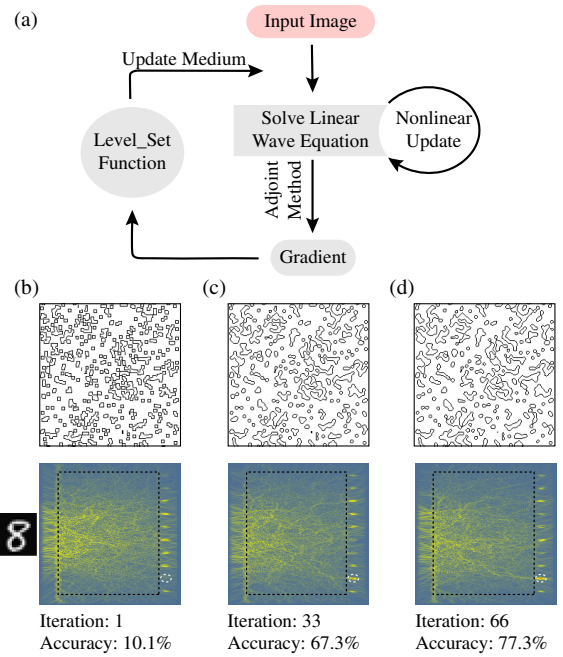 (a)
Input Image
Update Medium
Solve Linear
Wave Equation
Nonlinear
Update
Level_Set
Function
Adjoint
Method
Gradient
(b)
(c)
(d)
8
Iteration: 1
Accuracy: 10.1%
Iteration: 33
Accuracy: 67.3%
Iteration: 66
Accuracy: 77.3%